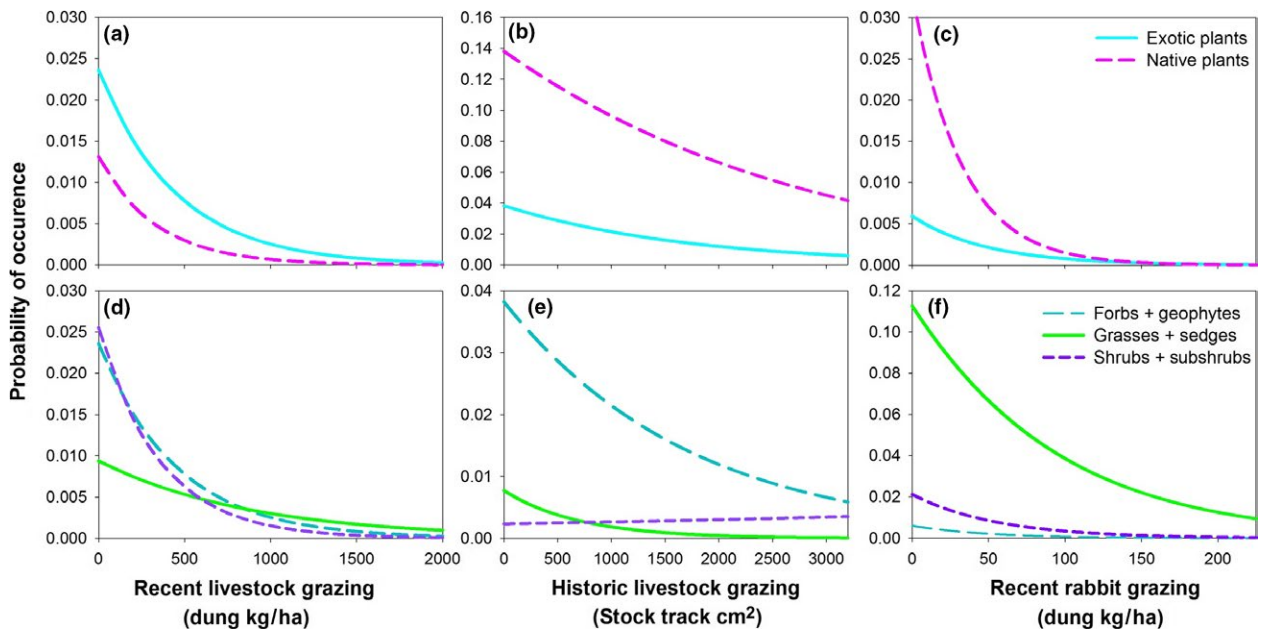 (a)
0.030
0.025
0.020
0.015
0.010
0.005
0.000
0 500 1000 1500 2000
(b)
0.16
0.14
0.12
0.10
0.08
0.06
0.04
0.02
0.00
0 500 1000 1500 2000 2500 3000
(c)
Exotic plants
Native plants
0.030
0.025
0.020
0.015
0.010
0.005
0.000
0 50 100 150 200
Probability of occurence
(d)
0.030
0.025
0.020
0.015
0.010
0.005
0.000
0 500 1000 1500 2000
Recent livestock grazing
(dung kg/ha)
(e)
0.04
0.03
0.02
0.01
0.00
0 500 1000 1500 2000 2500 3000
Historic livestock grazing
(Stock track cm²)
(f)
Forbs + geophytes
Grasses + sedges
Shrubs + subshrubs
0.12
0.10
0.08
0.06
0.04
0.02
0.00
0 50 100 150 200
Recent rabbit grazing
(dung kg/ha)